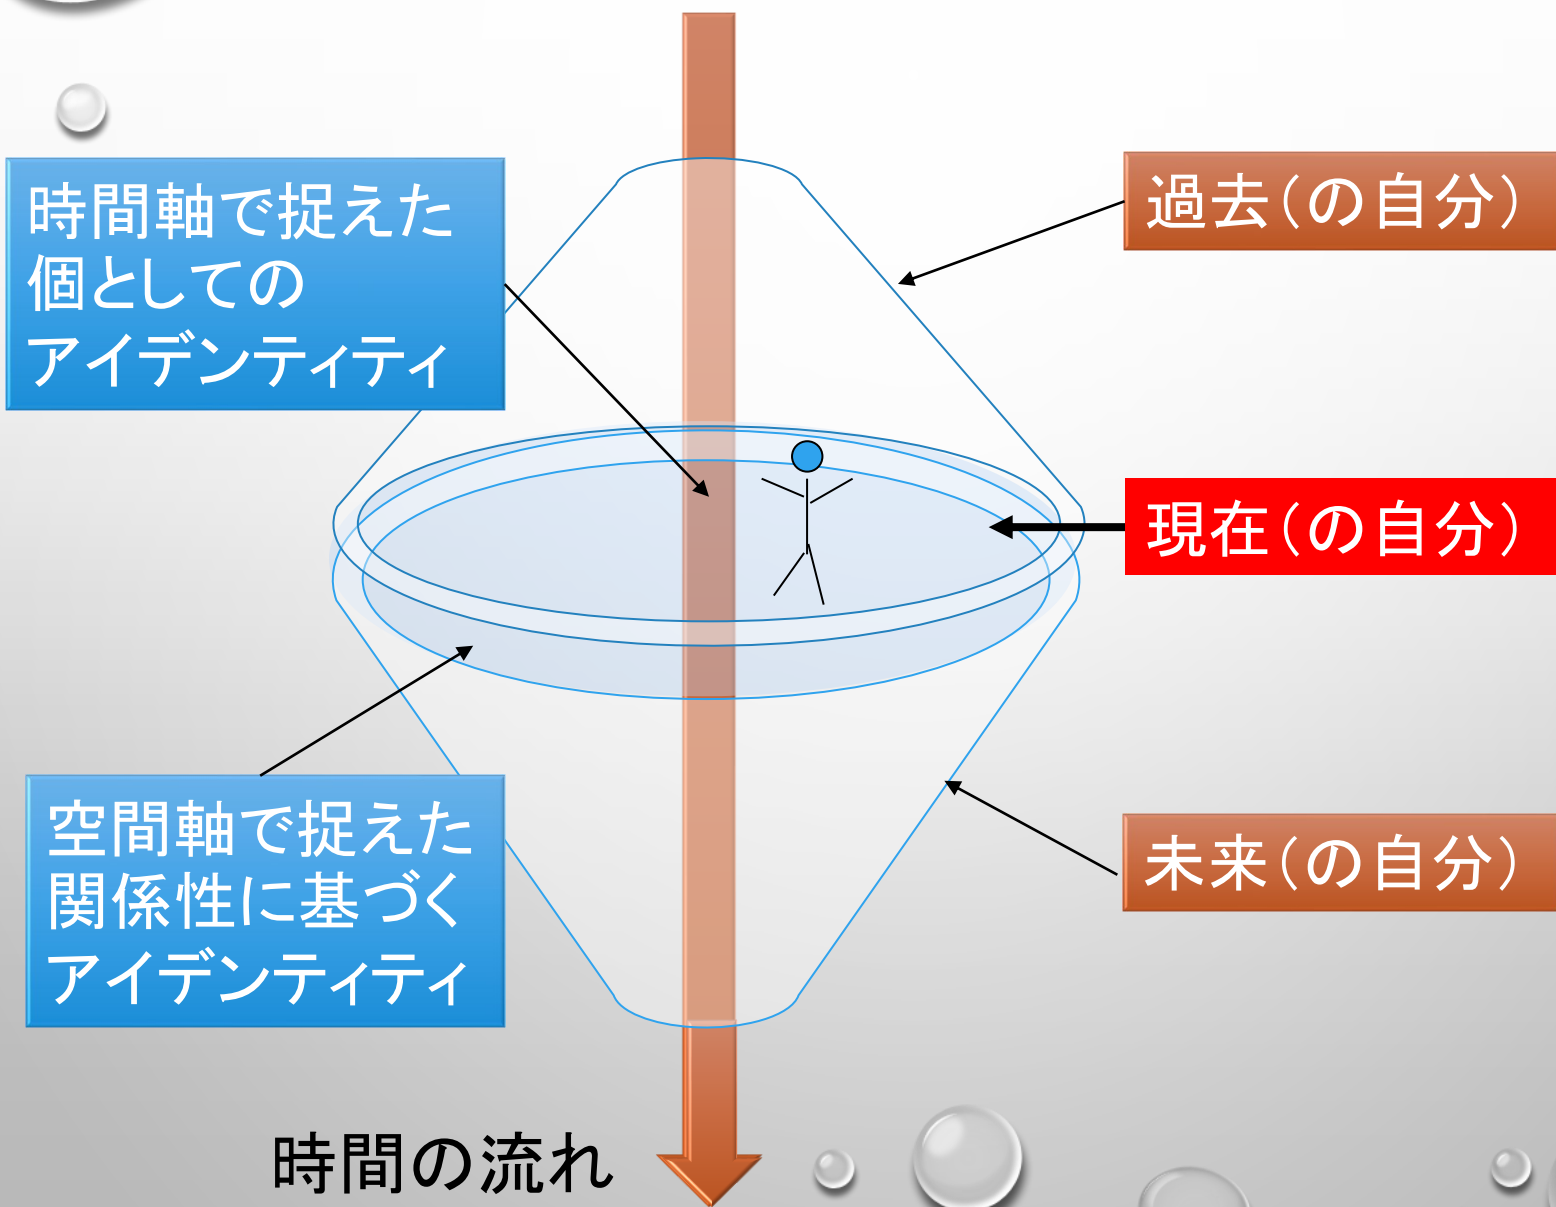 時間軸で捉えた
個としての
アイデンティティ
過去（の自分）
現在（の自分）
空間軸で捉えた
関係性に基づく
アイデンティティ
未来（の自分）
時間の流れ